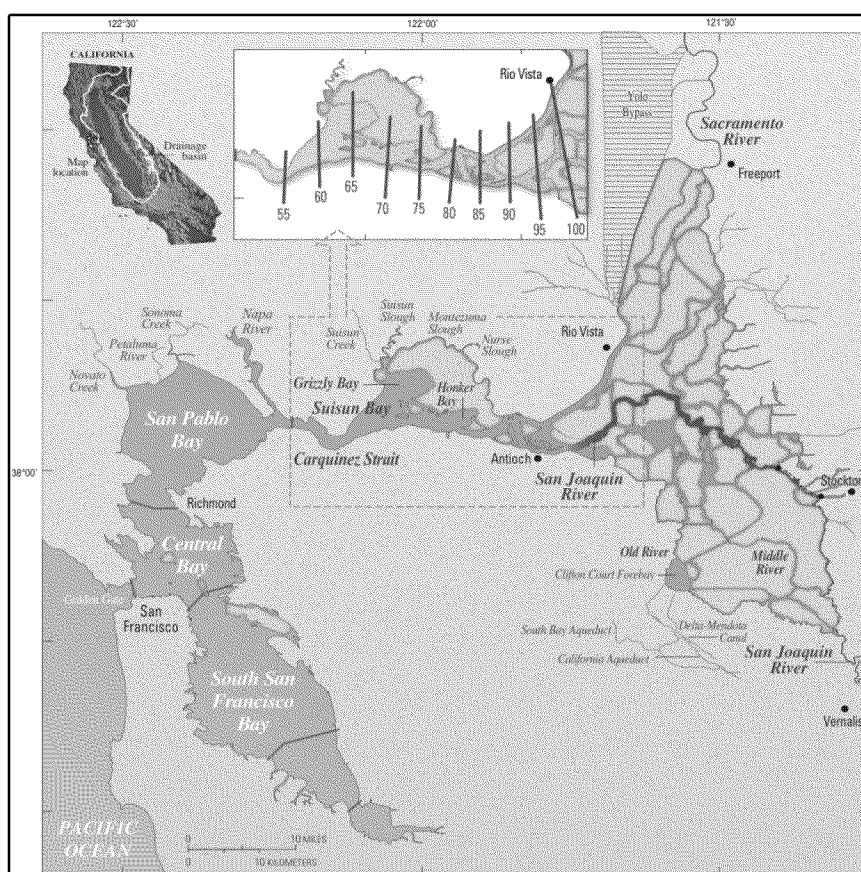 122°30'
122°00'
121°30'
CALIFORNIA
Drainage
basin
Map
location
Rio Vista
55
60
65
70
75
80
85
90
95
100
Yolo
Bypass
Sacramento
River
Freeport
Sonoma
Creek
Napa
River
Petaluma
River
Novato
Creek
Suisun
Creek
Suisun
Slough
Montezuma
Slough
Nurse
Slough
Rio Vista
Grizzly Bay
Honker
Bay
Suisun Bay
San Pablo
Bay
Carquinez Strait
Antioch
San Joaquin
River
38°00'
Stockton
Richmond
Central
Bay
Old River
Middle
River
Clifton Court Forebay
Golden Gate
San
Francisco
South Bay Aqueduct
Delta-Mendota
Canal
California Aqueduct
San Joaquin
River
South San
Francisco
Bay
Vernalis
PACIFIC
OCEAN
0
10 MILES
0
10 KILOMETERS